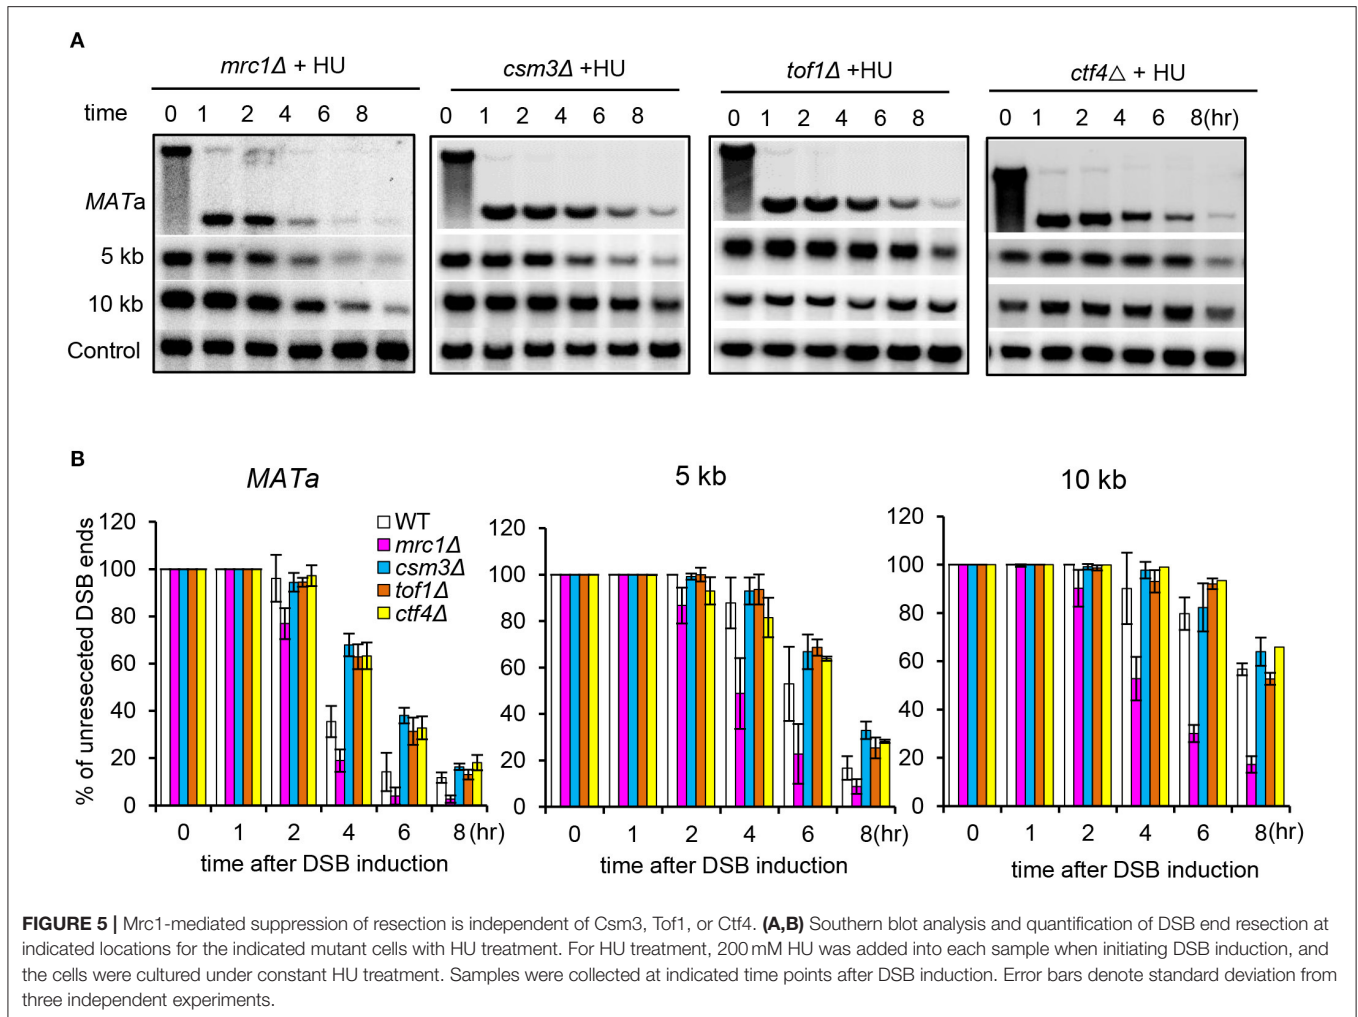 A
mrc1Δ + HU
csm3Δ +HU
tof1Δ +HU
ctf4△ + HU
time 0 1 2 4 6 8 0 1 2 4 6 8 0 1 2 4 6 8 0 1 2 4 6 8(hr)
MATa
5 kb
10 kb
Control
B
MATa
5 kb
10 kb
% of unreseceted DSB ends
120
100
80
60
40
20
0
WT
mrc1Δ
csm3Δ
tof1Δ
ctf4Δ
0 1 2 4 6 8(hr)
time after DSB induction
120
100
80
60
40
20
0
0 1 2 4 6 8(hr)
time after DSB induction
120
100
80
60
40
20
0
0 1 2 4 6 8(hr)
time after DSB induction
FIGURE 5 | Mrc1-mediated suppression of resection is independent of Csm3, Tof1, or Ctf4. (A,B) Southern blot analysis and quantification of DSB end resection at
indicated locations for the indicated mutant cells with HU treatment. For HU treatment, 200 mM HU was added into each sample when initiating DSB induction, and
the cells were cultured under constant HU treatment. Samples were collected at indicated time points after DSB induction. Error bars denote standard deviation from
three independent experiments.